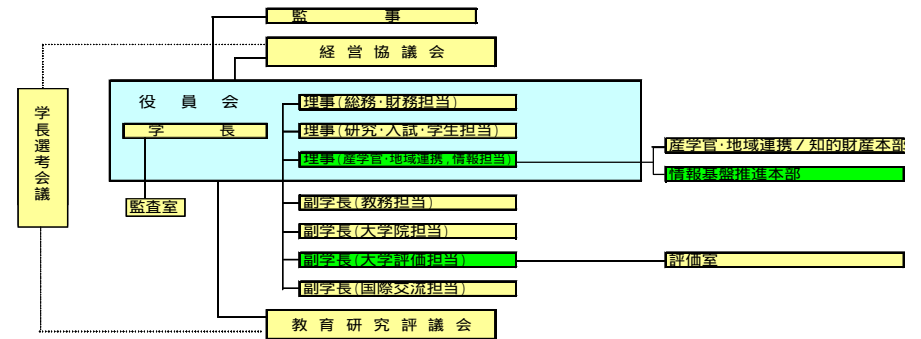 監事
経営協議会
学長選考会議
役員会
学長
理事(総務・財務担当)
理事(研究・入試・学生担当)
理事(産学官・地域連携,情報担当)
産学官・地域連携/知的財産本部
情報基盤推進本部
監査室
副学長(教務担当)
副学長(大学院担当)
副学長(大学評価担当)
評価室
副学長(国際交流担当)
教育研究評議会